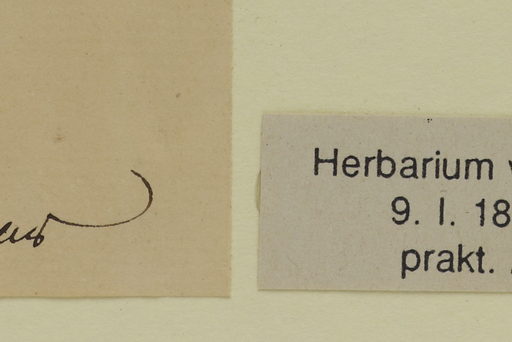 Herbarium
9. I. 18
prakt.